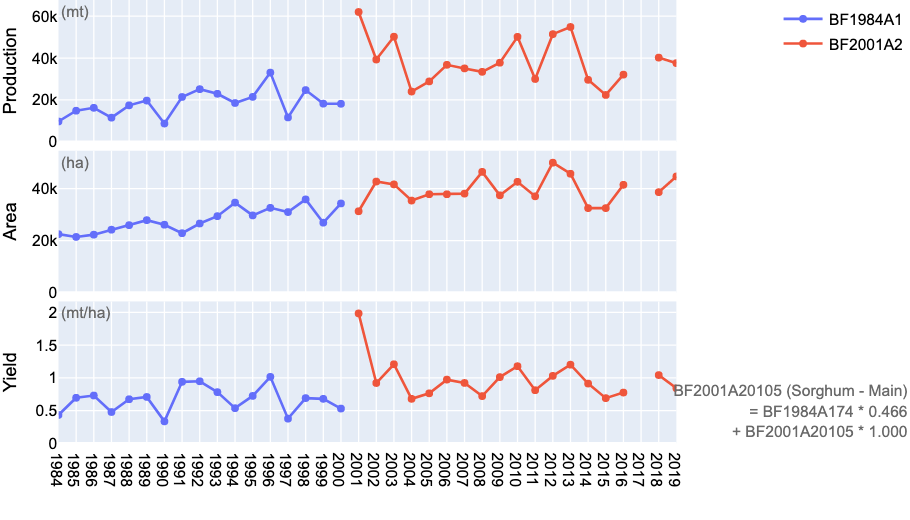 60k
(mt)
40k
20k
0
Production
BF1984A1
BF2001A2
(ha)
40k
20k
0
Area
(mt/ha)
2
1.5
1
0.5
0
Yield
BF2001A20105 (Sorghum - Main)
= BF1984A174 * 0.466
+ BF2001A20105 * 1.000
1984
1985
1986
1987
1988
1989
1990
1991
1992
1993
1994
1995
1996
1997
1998
1999
2000
2001
2002
2003
2004
2005
2006
2007
2008
2009
2010
2011
2012
2013
2014
2015
2016
2017
2018
2019